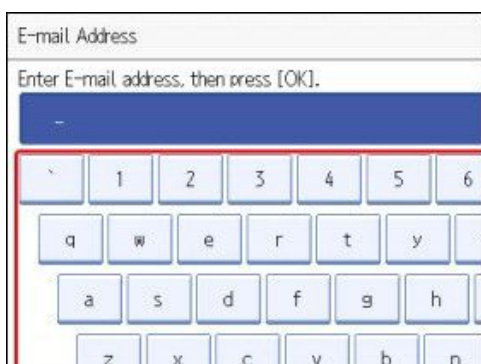 E-mail Address
Enter E-mail address, then press [OK].
_
` 1 2 3 4 5 6
q w e r t y
a s d f g h
z x c v b n